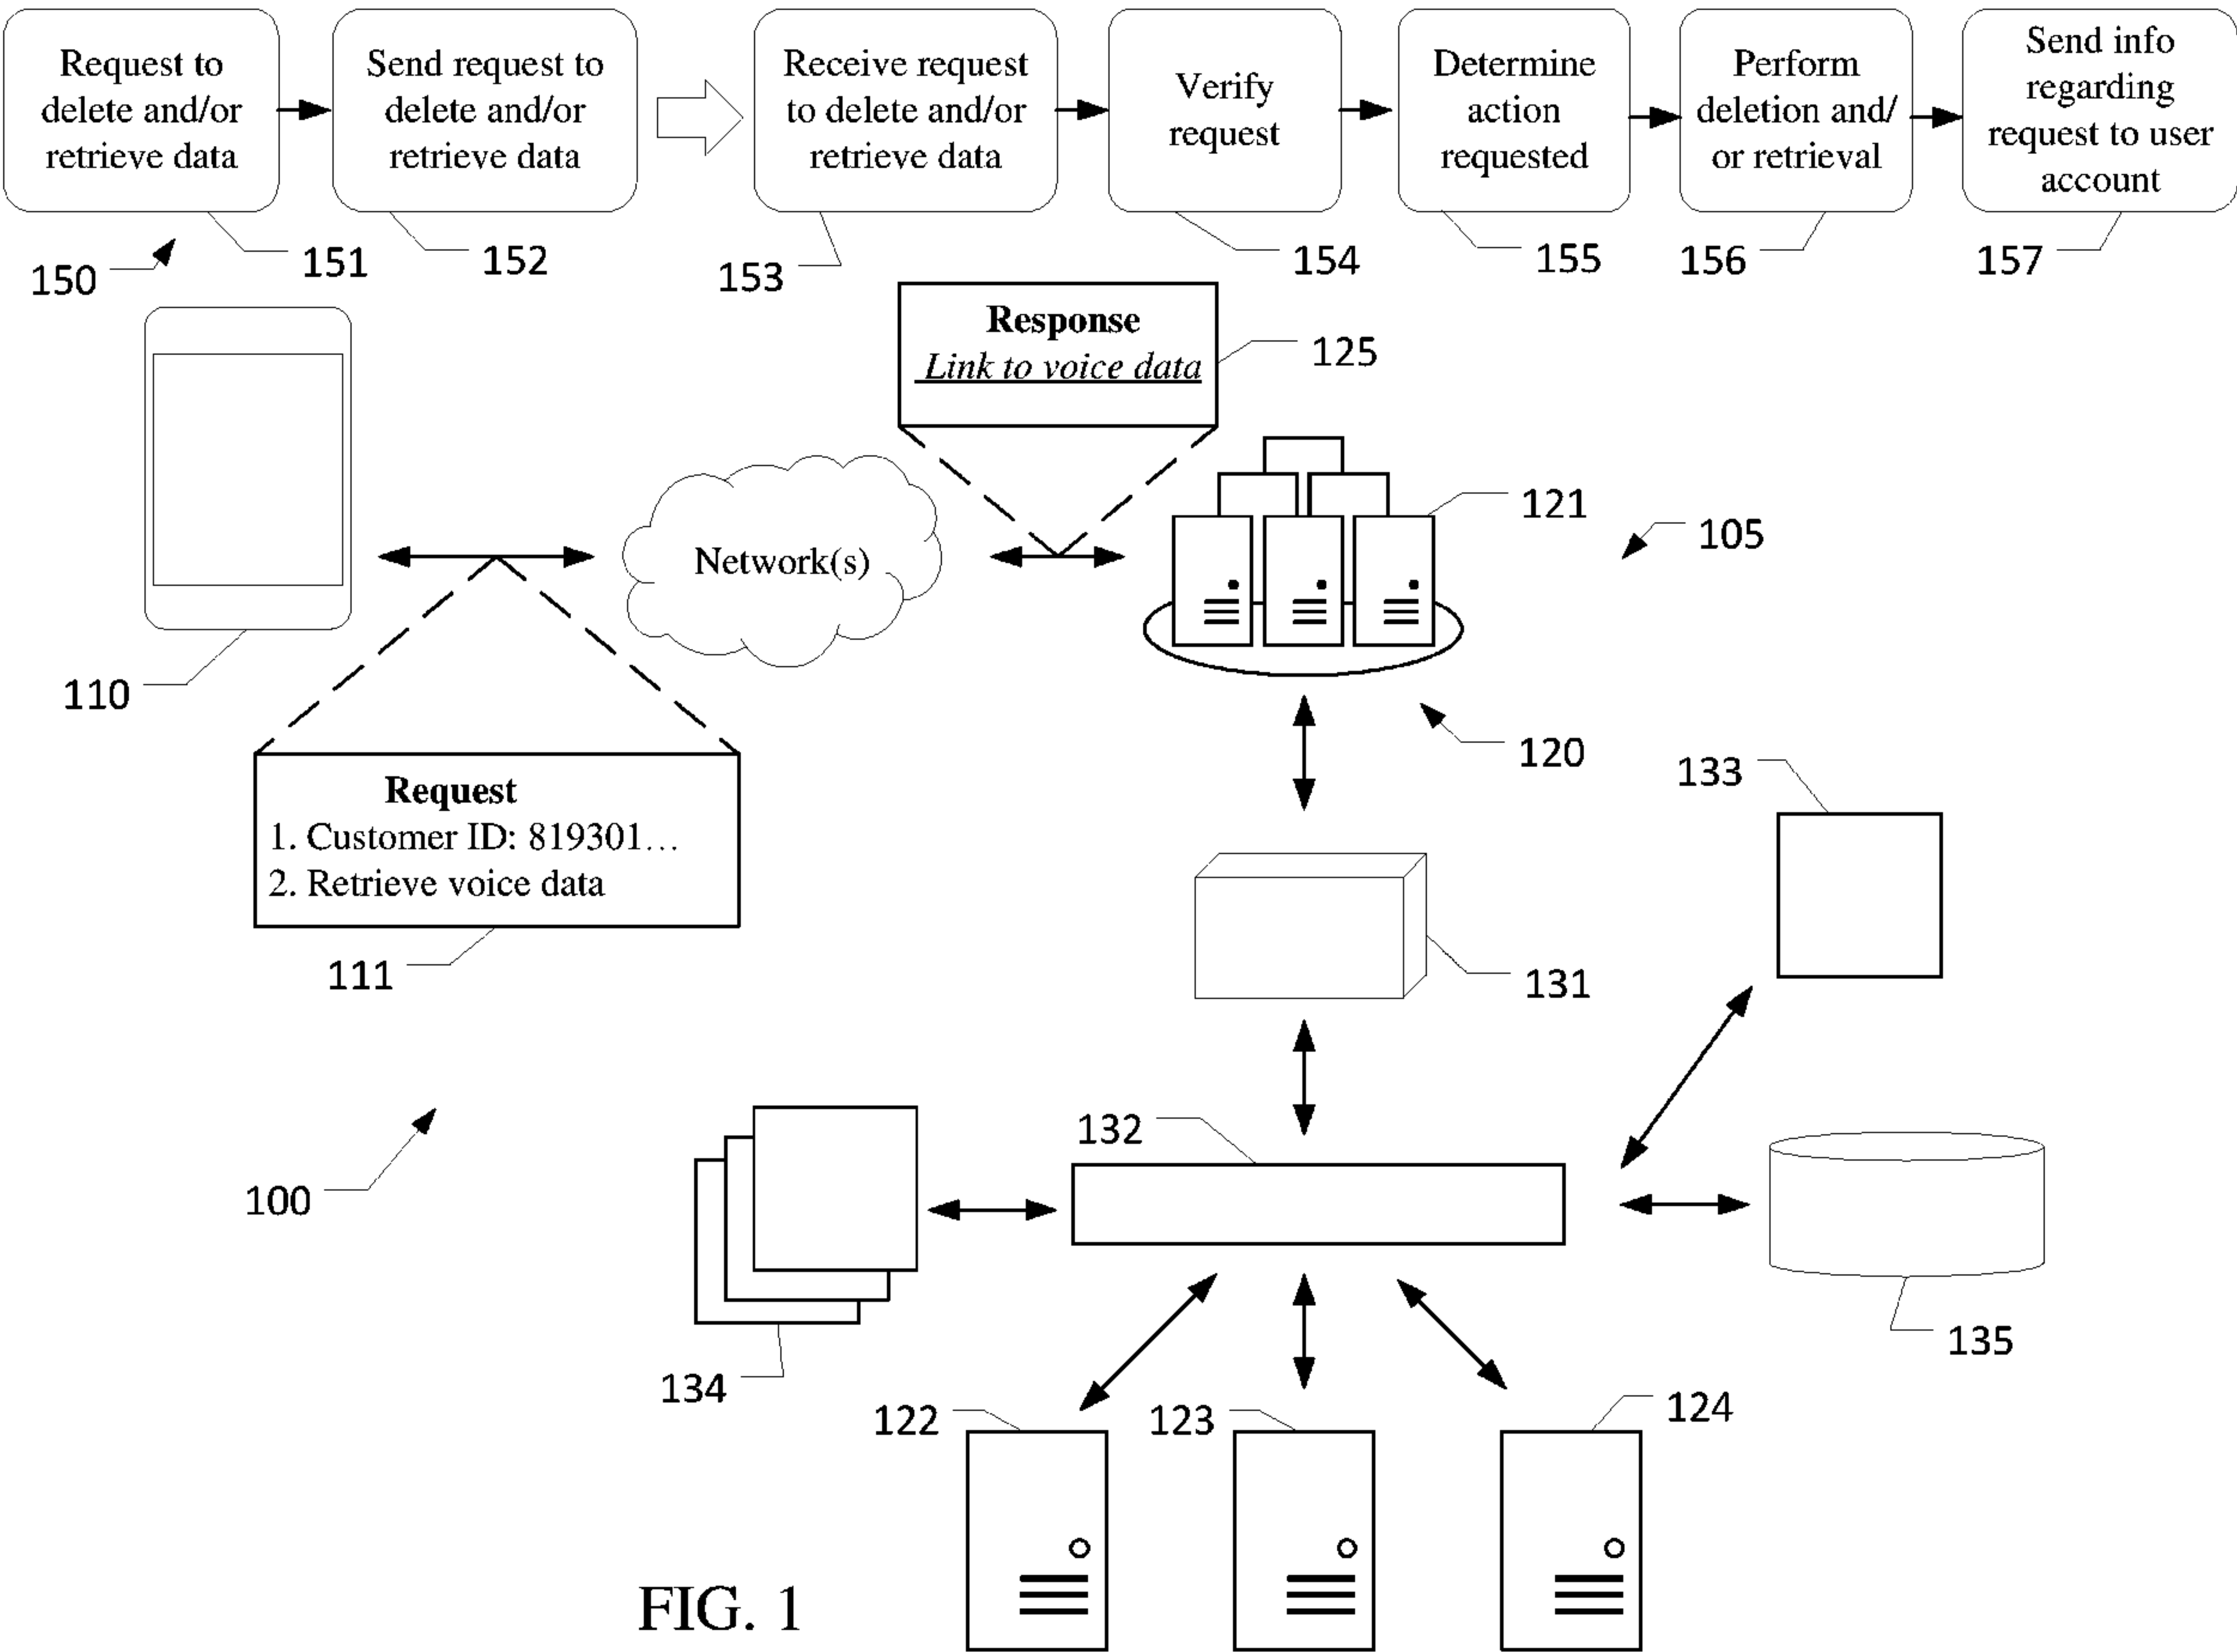 Request to
delete and/or
retrieve data
Send request to
delete and/or
retrieve data
Receive request
to delete and/or
retrieve data
Verify
request
Determine
action
requested
Perform
deletion and/
or retrieval
Send info
regarding
request to user
account
150
151
152
153
154
155
156
157
Response
Link to voice data
125
121
105
Network(s)
110
120
133
Request
1. Customer ID: 819301...
2. Retrieve voice data
111
131
132
100
134
135
122
123
124
FIG. 1